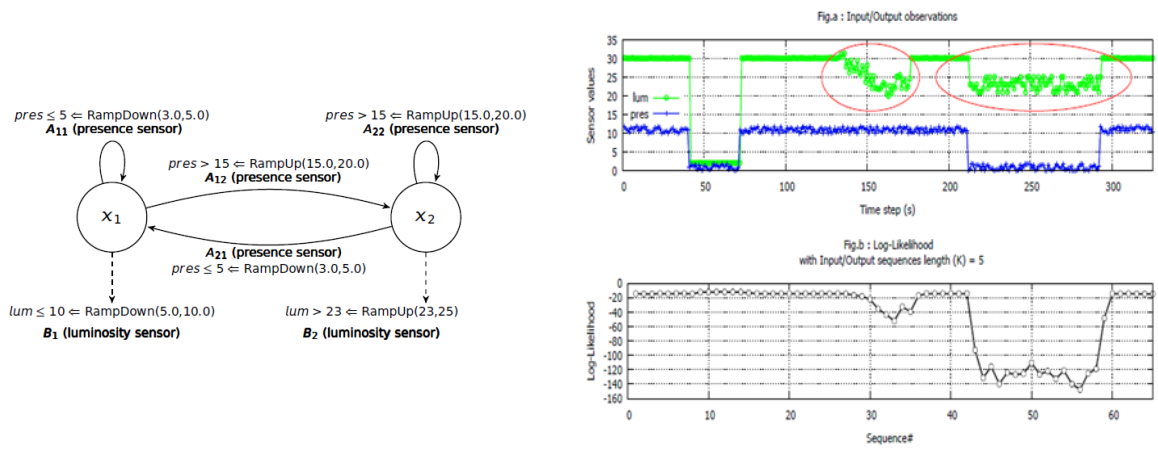 pres ≤ 5 ⇐ RampDown(3.0,5.0)
A11 (presence sensor)
pres > 15 ⇐ RampUp(15.0,20.0)
A22 (presence sensor)
pres > 15 ⇐ RampUp(15.0,20.0)
A12 (presence sensor)
x1
x2
A21 (presence sensor)
pres ≤ 5 ⇐ RampDown(3.0,5.0)
lum ≤ 10 ⇐ RampDown(5.0,10.0)
B1 (luminosity sensor)
lum > 23 ⇐ RampUp(23,25)
B2 (luminosity sensor)
Fig.a : Input/Output observations
Sensor values
35
30
25
20
15
10
5
0
lum
pres
0 50 100 150 200 250 300
Time step (s)
Fig.b : Log-Likelihood
with Input/Output sequences length (K) = 5
Log-Likelihood
0
-20
-40
-60
-80
-100
-120
-140
-160
0 10 20 30 40 50 60
Sequence#